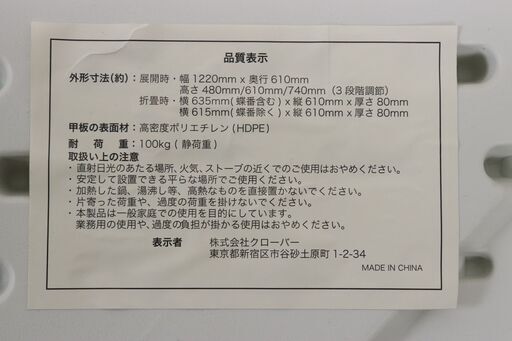 品質表示
外形寸法(約)：展開時・幅 1220mm x 奥行 610mm
高さ 480mm/610mm/740mm（3 段階調節）
折畳時・横 635mm( 蝶番含む ) x 縦 610mm x 厚さ 80mm
横 615mm( 蝶番除く ) x 縦 610mm x 厚さ 80mm
甲板の表面材：高密度ポリエチレン (HDPE)
耐 荷 重：100kg ( 静荷重 )
取扱い上の注意
・直射日光のあたる場所、火気、ストーブの近くでのご使用はおやめください。
・安定して設置できる平らな場所でご使用ください。
・加熱した鍋、湯沸し等、高熱なものを直接置かないでください。
・片寄った荷重や、過度の荷重を掛けないでください。
・本製品は一般家庭での使用を目的にしています。
業務用の使用や、過度の負担が掛かる使用はおやめください。
表示者 株式会社クローバー
東京都新宿区市谷砂土原町 1-2-34
MADE IN CHINA